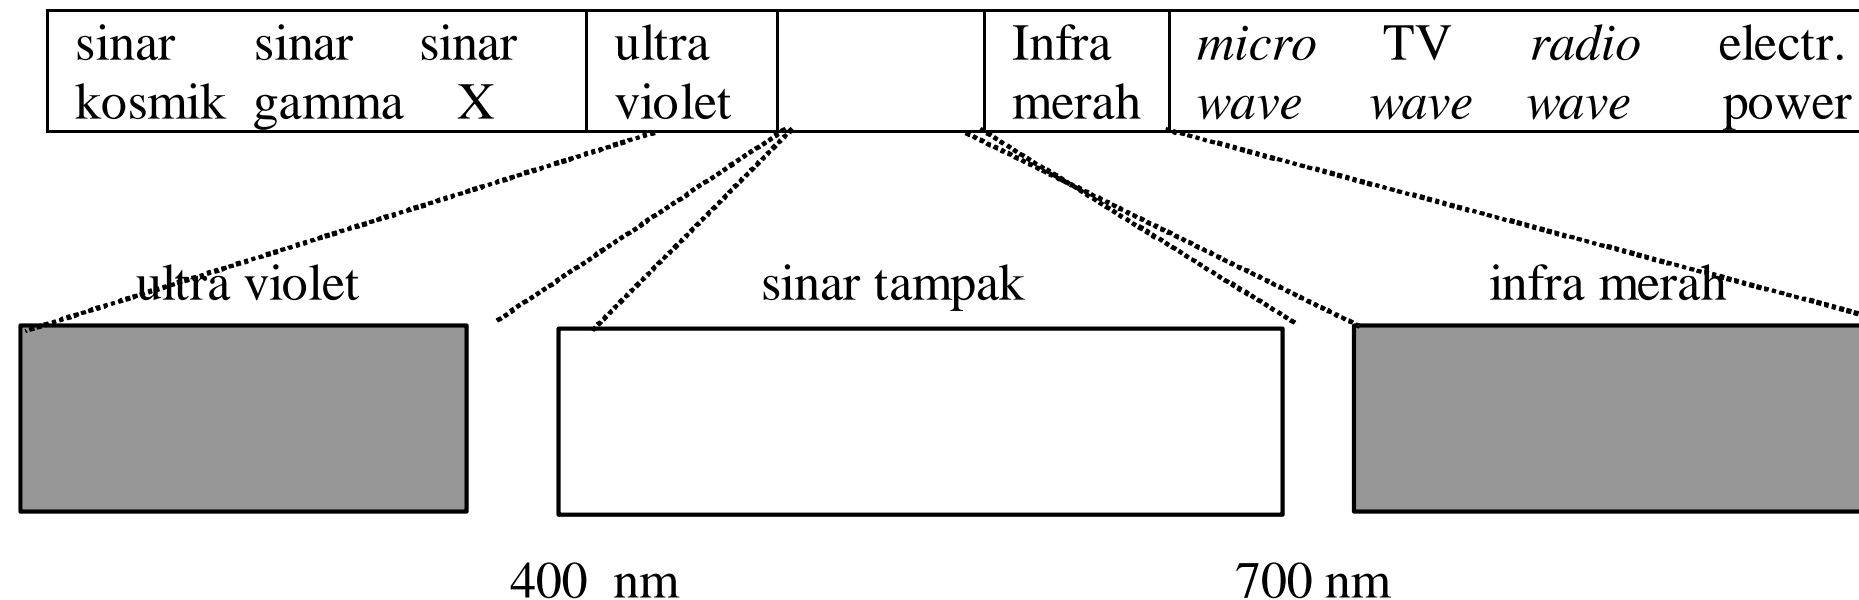 sinar sinar sinar ultra Infra micro TV radio electr.
kosmik gamma X violet merah wave wave wave power
ultra violet sinar tampak infra merah
400 nm 700 nm